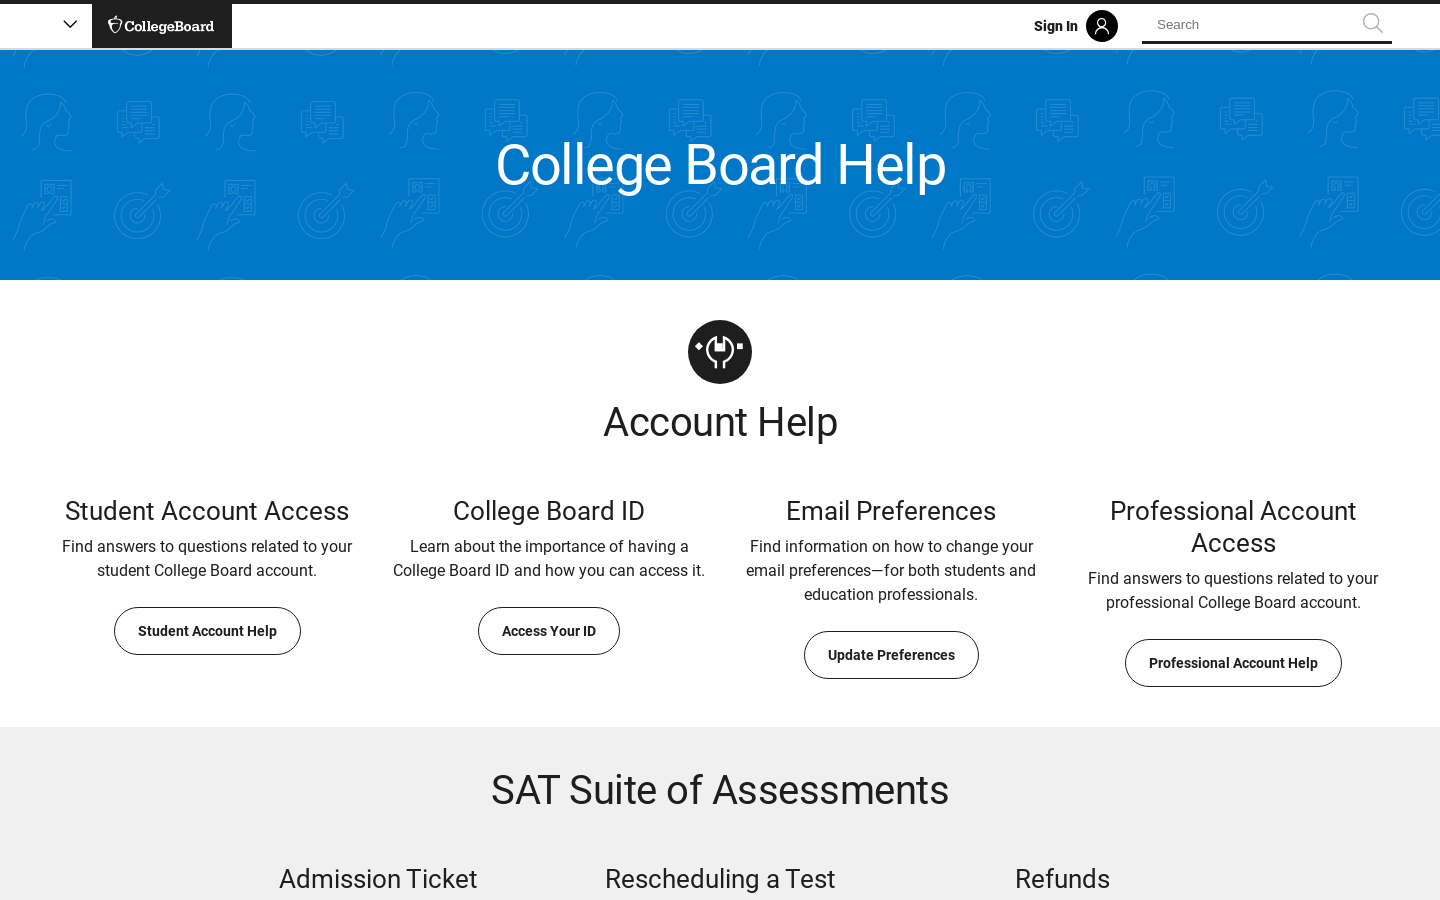 CollegeBoard
Sign In
Search
College Board Help
Account Help
Student Account Access
Find answers to questions related to your
student College Board account.
Student Account Help
College Board ID
Learn about the importance of having a
College Board ID and how you can access it.
Access Your ID
Email Preferences
Find information on how to change your
email preferences—for both students and
education professionals.
Update Preferences
Professional Account
Access
Find answers to questions related to your
professional College Board account.
Professional Account Help
SAT Suite of Assessments
Admission Ticket
Rescheduling a Test
Refunds